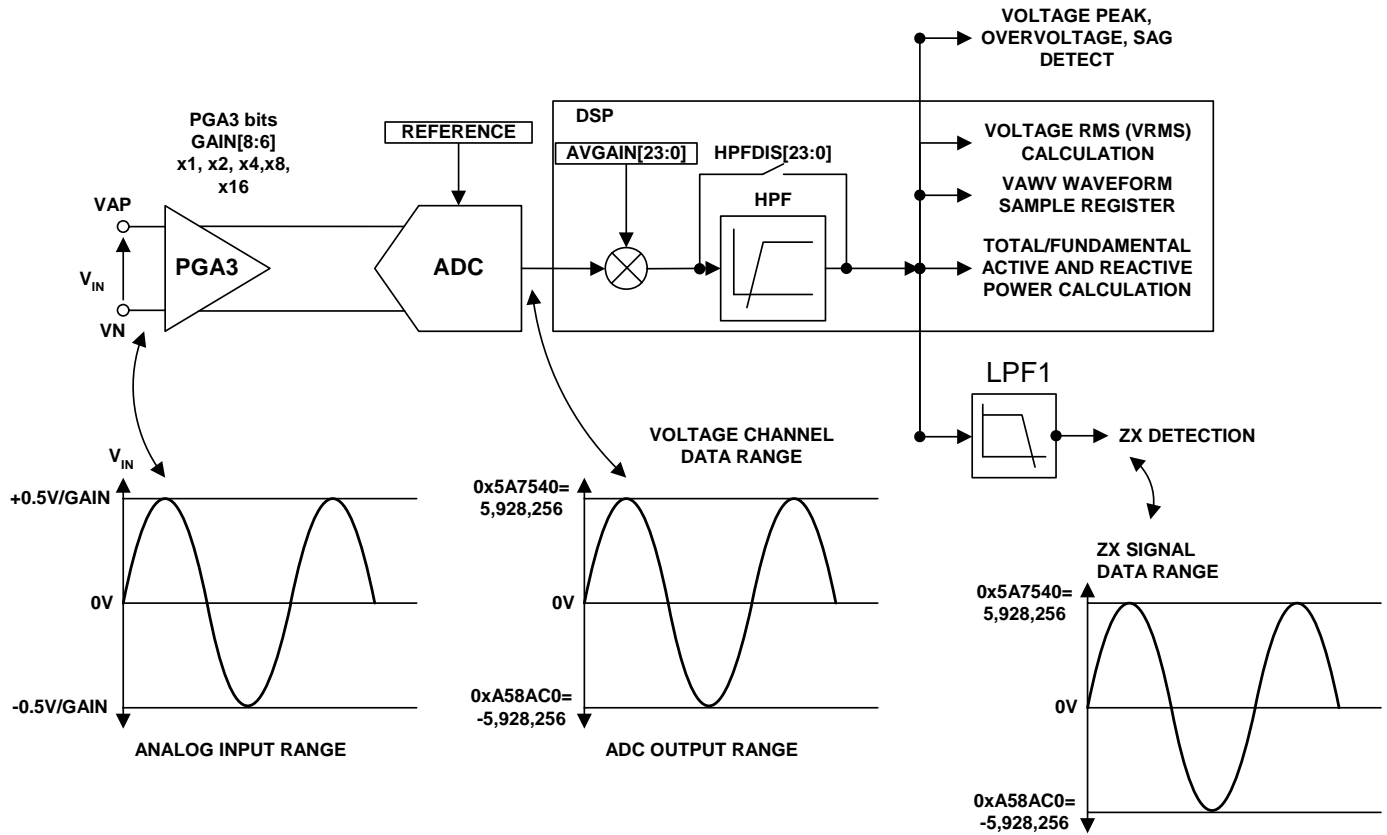 VOLTAGE PEAK,
OVERVOLTAGE, SAG
DETECT
PGA3 bits
GAIN[8:6]
x1, x2, x4,x8,
x16
REFERENCE
DSP
AVGAIN[23:0]
HPFDIS[23:0]
HPF
VOLTAGE RMS (VRMS)
CALCULATION
VAWV WAVEFORM
SAMPLE REGISTER
TOTAL/FUNDAMENTAL
ACTIVE AND REACTIVE
POWER CALCULATION
VAP
PGA3
ADC
VIN
VN
LPF1
ZX DETECTION
VOLTAGE CHANNEL
DATA RANGE
VIN
+0.5V/GAIN
0V
-0.5V/GAIN
ANALOG INPUT RANGE
0x5A7540=
5,928,256
0V
0xA58AC0=
-5,928,256
ADC OUTPUT RANGE
ZX SIGNAL
DATA RANGE
0x5A7540=
5,928,256
0V
0xA58AC0=
-5,928,256